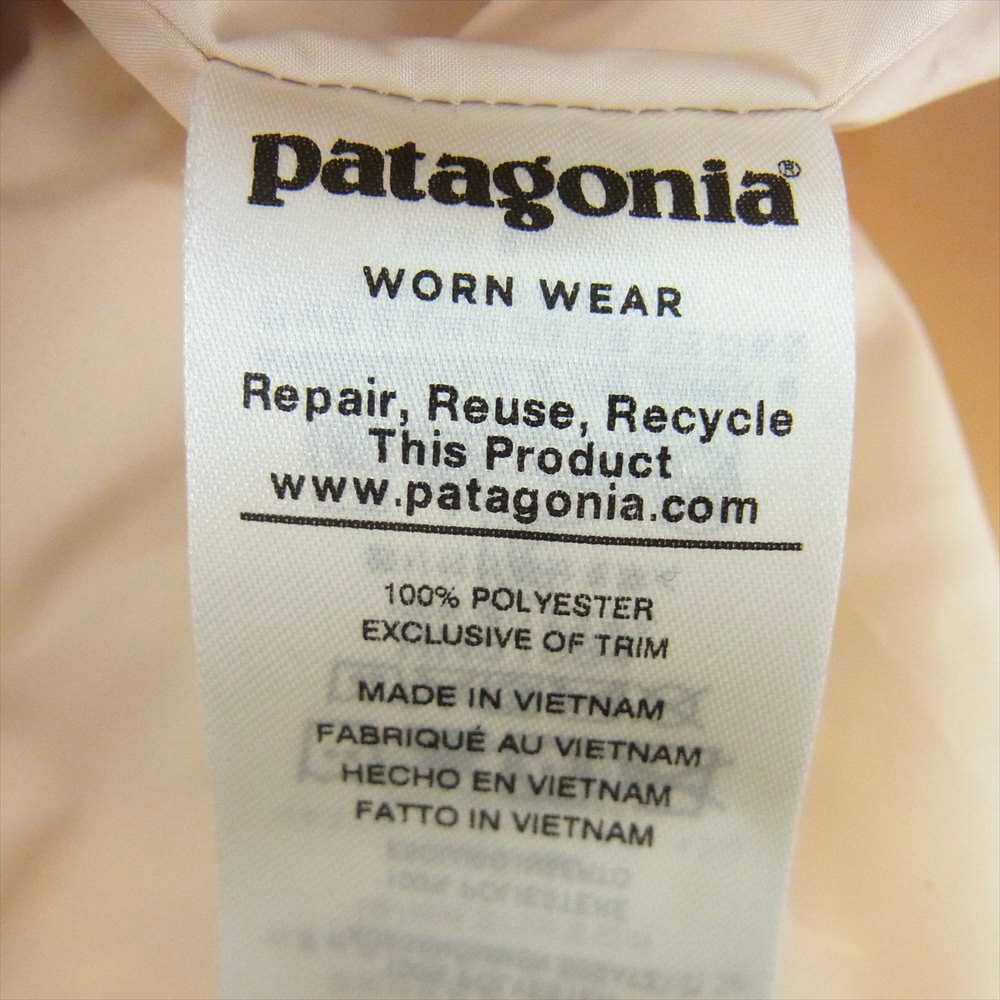 patagonia®
WORN WEAR
Repair, Reuse, Recycle
This Product
www.patagonia.com
100% POLYESTER
EXCLUSIVE OF TRIM
MADE IN VIETNAM
FABRIQUÉ AU VIETNAM
HECHO EN VIETNAM
FATTO IN VIETNAM